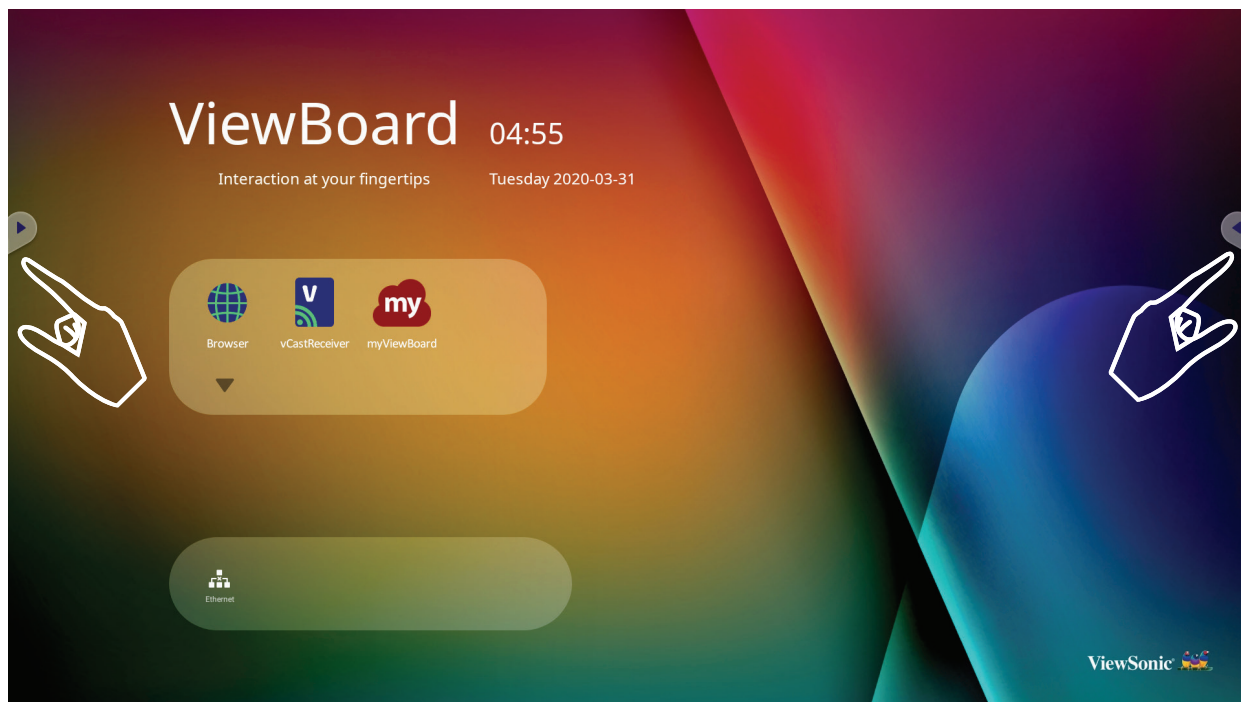 ViewBoard 04:55
Interaction at your fingertips Tuesday 2020-03-31
V my
Browser vCastReceiver myViewBoard
Ethernet
ViewSonic®